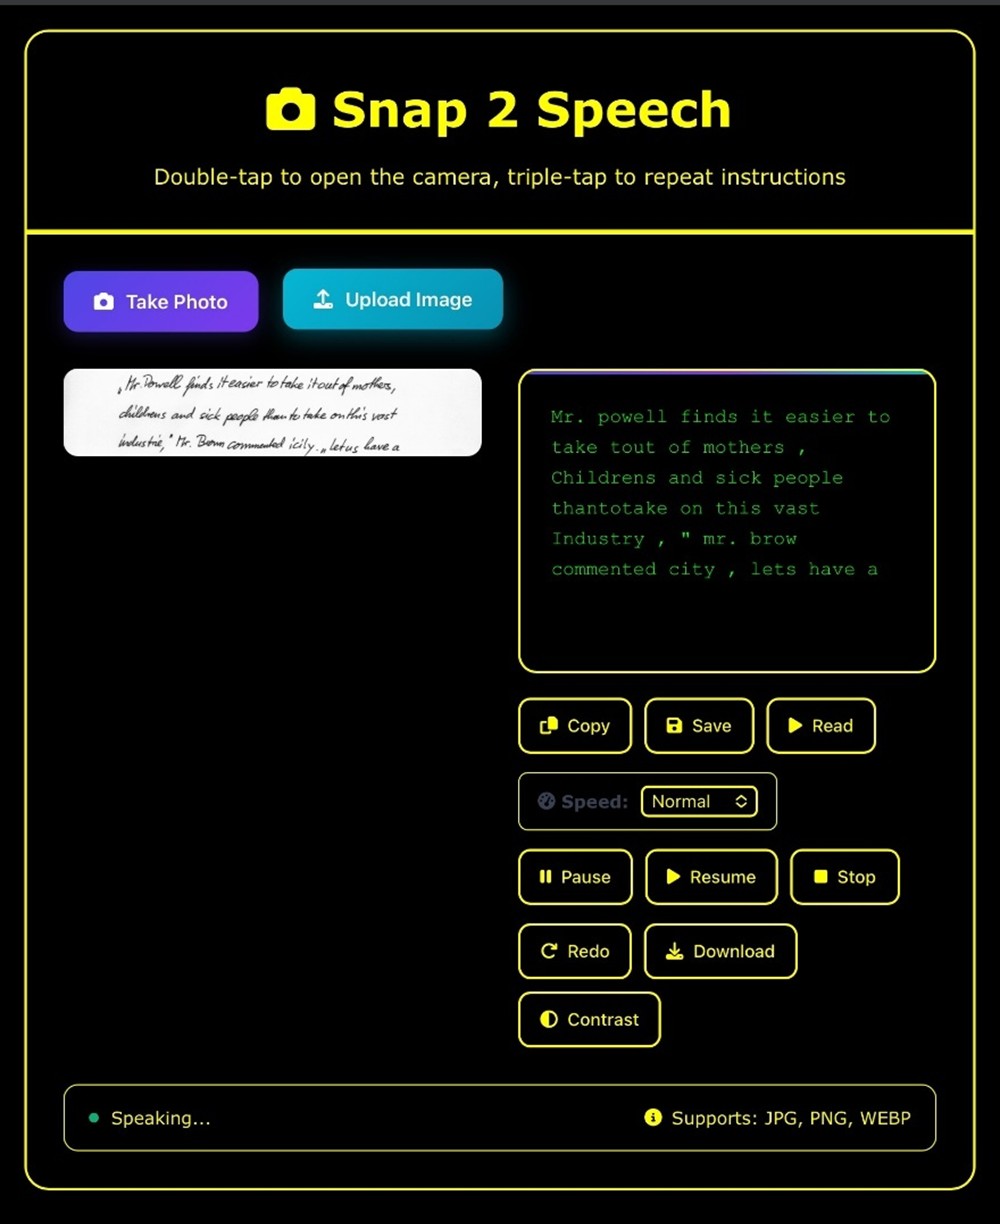 Snap 2 Speech
Double-tap to open the camera, triple-tap to repeat instructions
Take Photo
Upload Image
„Mr. Powell finds it easier to take it out of mothers,
childrens and sick people than to take on this vast
industrie," Mr. Brown commented icily. „let us have a
Mr. powell finds it easier to
take tout of mothers ,
Childrens and sick people
thantotake on this vast
Industry , " mr. brow
commented city , lets have a
Copy
Save
Read
Speed:
Normal
Pause
Resume
Stop
Redo
Download
Contrast
Speaking...
Supports: JPG, PNG, WEBP